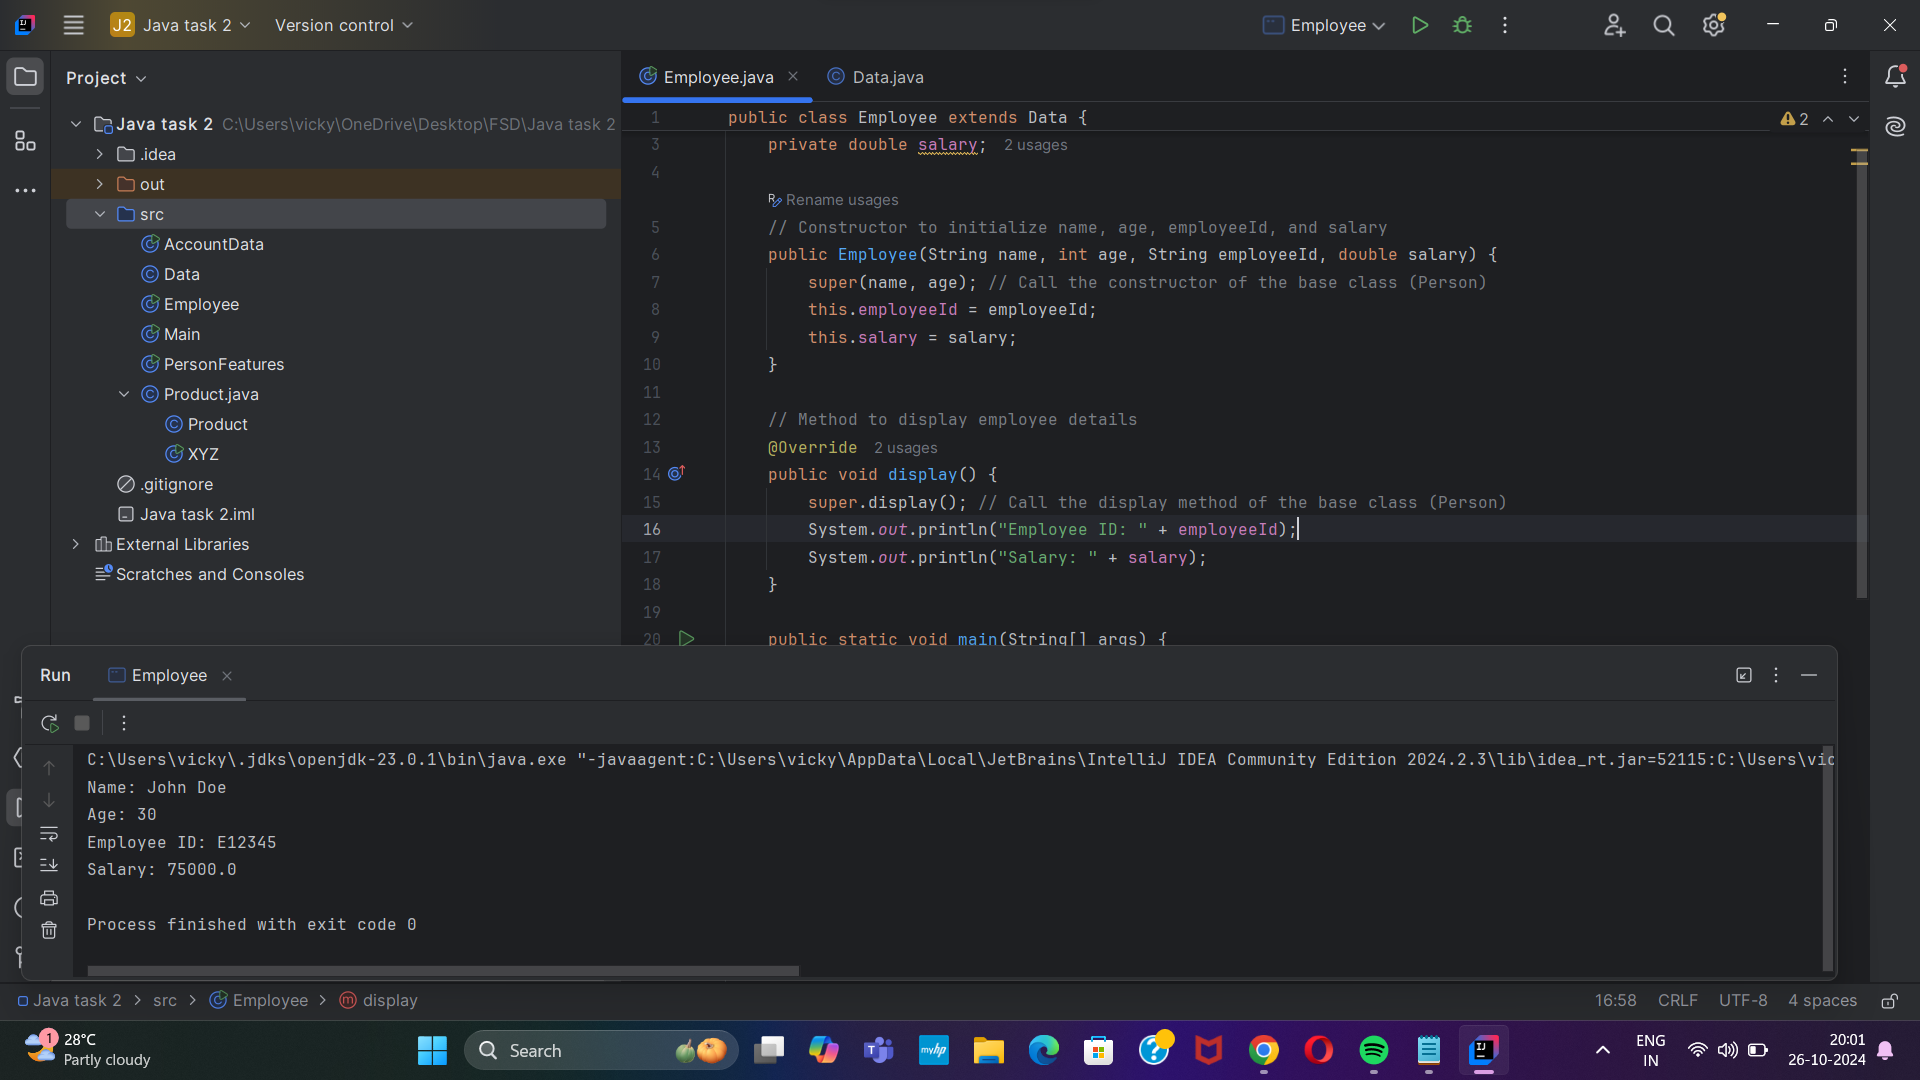 J2 Java task 2 Version control Employee
Project
Java task 2 C:\Users\vicky\OneDrive\Desktop\FSD\Java task 2
.idea
out
src
AccountData
Data
Employee
Main
PersonFeatures
Product.java
Product
XYZ
.gitignore
Java task 2.iml
External Libraries
Scratches and Consoles
Employee.java Data.java
1 public class Employee extends Data { 2
3 private double salary; 2 usages
4
Rename usages
5 // Constructor to initialize name, age, employeeId, and salary
6 public Employee(String name, int age, String employeeId, double salary) {
7 super(name, age); // Call the constructor of the base class (Person)
8 this.employeeId = employeeId;
9 this.salary = salary;
10 }
11
12 // Method to display employee details
13 @Override 2 usages
14 public void display() {
15 super.display(); // Call the display method of the base class (Person)
16 System.out.println("Employee ID: " + employeeId);
17 System.out.println("Salary: " + salary);
18 }
19
20 public static void main(String[] args) {
Run Employee
C:\Users\vicky\.jdks\openjdk-23.0.1\bin\java.exe "-javaagent:C:\Users\vicky\AppData\Local\JetBrains\IntelliJ IDEA Community Edition 2024.2.3\lib\idea_rt.jar=52115:C:\Users\vic
Name: John Doe
Age: 30
Employee ID: E12345
Salary: 75000.0
Process finished with exit code 0
Java task 2 > src > Employee > display 16:58 CRLF UTF-8 4 spaces
1 28°C
Partly cloudy
Search
myhp
ENG
IN
20:01
26-10-2024